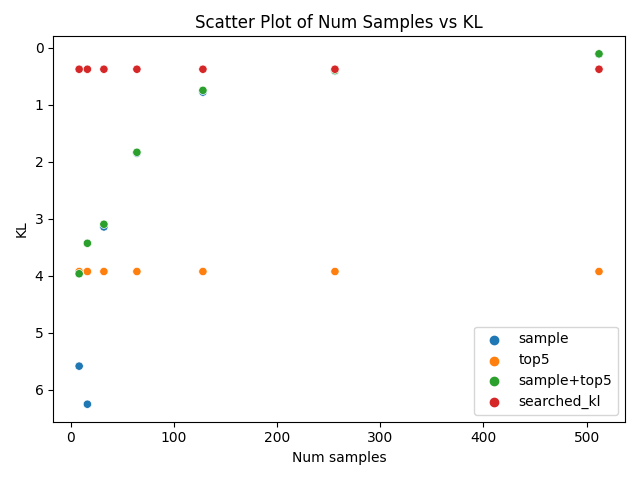 Scatter Plot of Num Samples vs KL
0
1
2
3
4
5
6
KL
sample
top5
sample+top5
searched_kl
0
100
200
300
400
500
Num samples